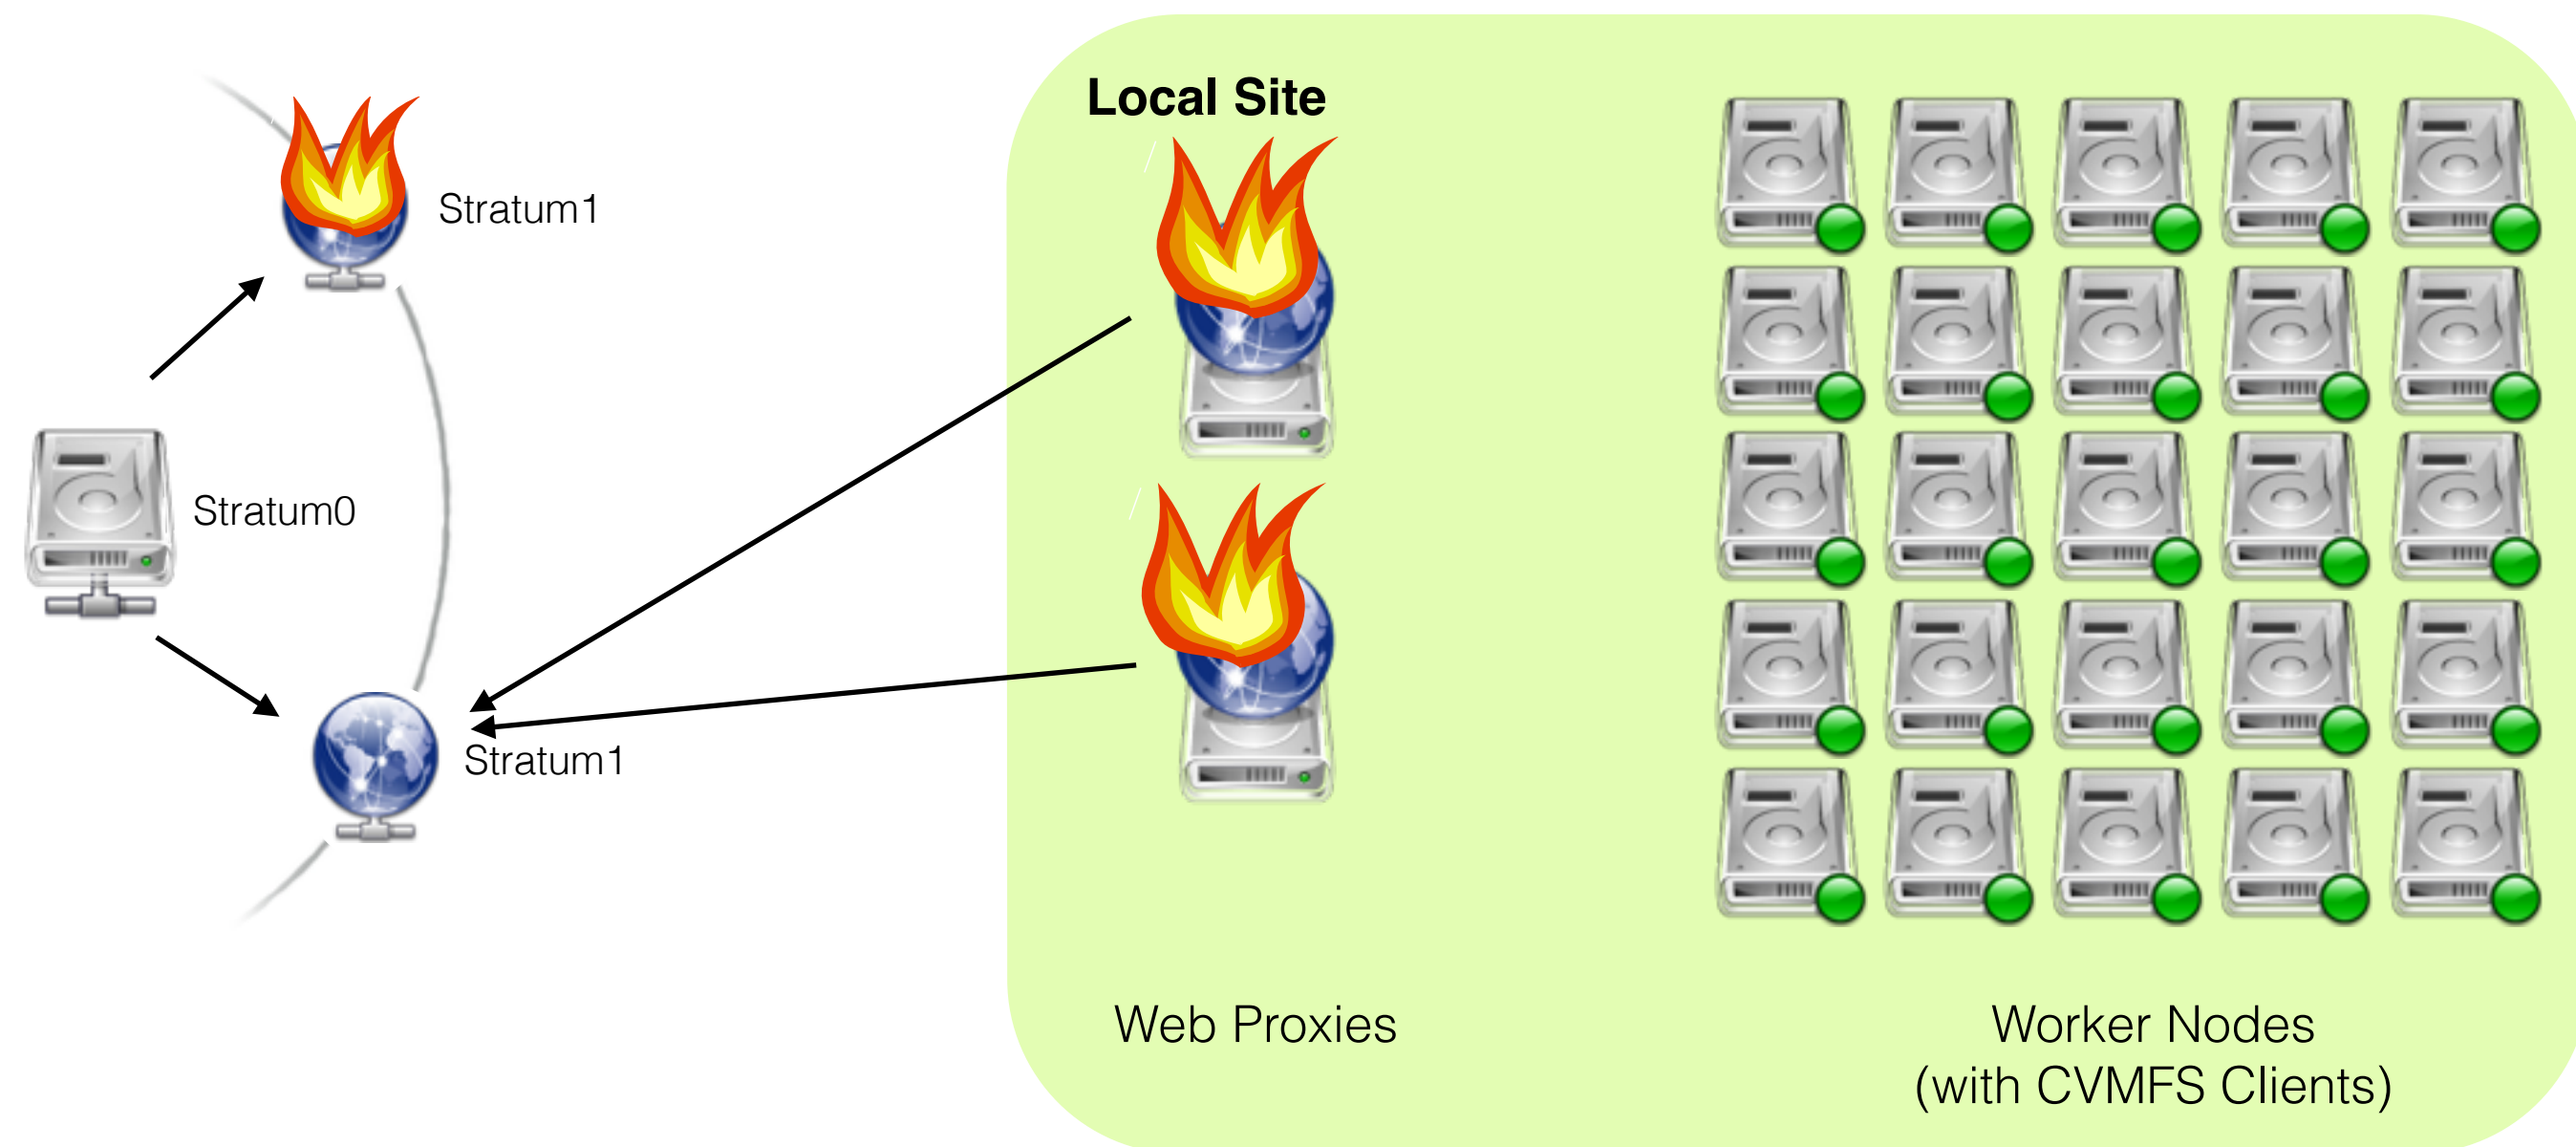 Local Site
Stratum1
Stratum0
Stratum1
Web Proxies
Worker Nodes
(with CVMFS Clients)